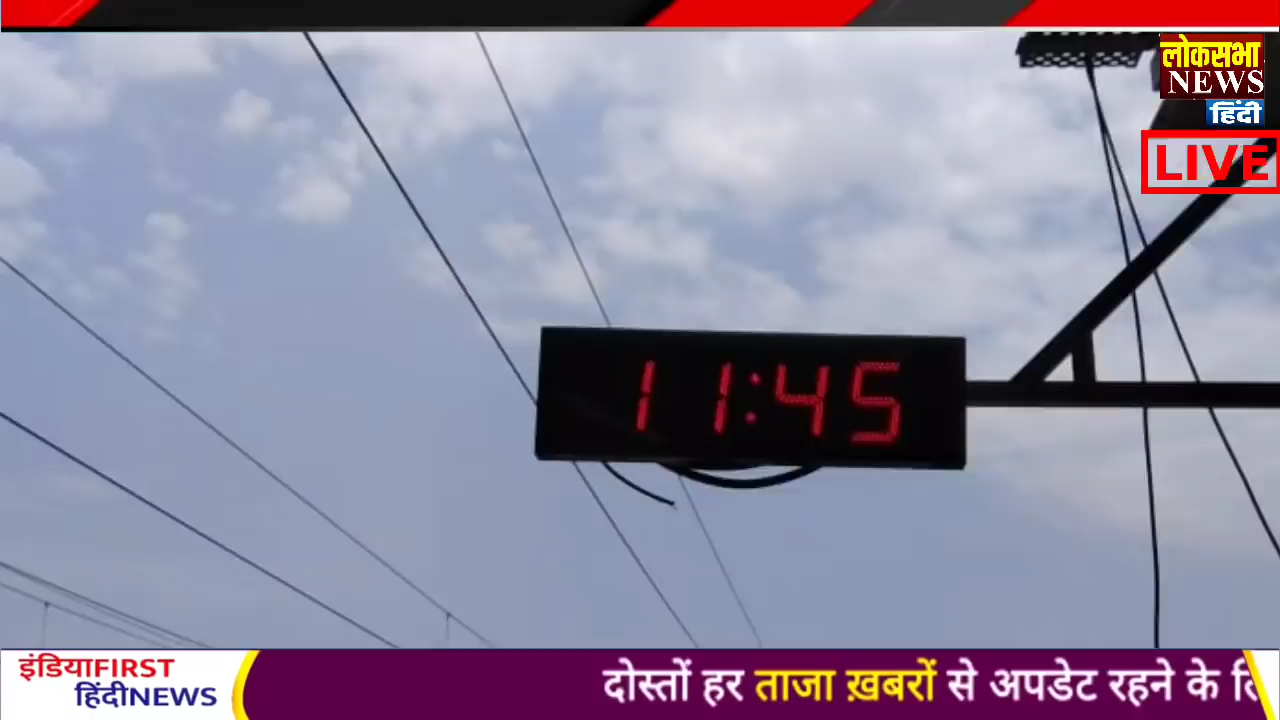 लोकसभा
NEWS
हिंदी
LIVE
11:45
इंडियाFIRST
हिंदीNEWS
दोस्तों हर ताजा ख़बरों से अपडेट रहने के